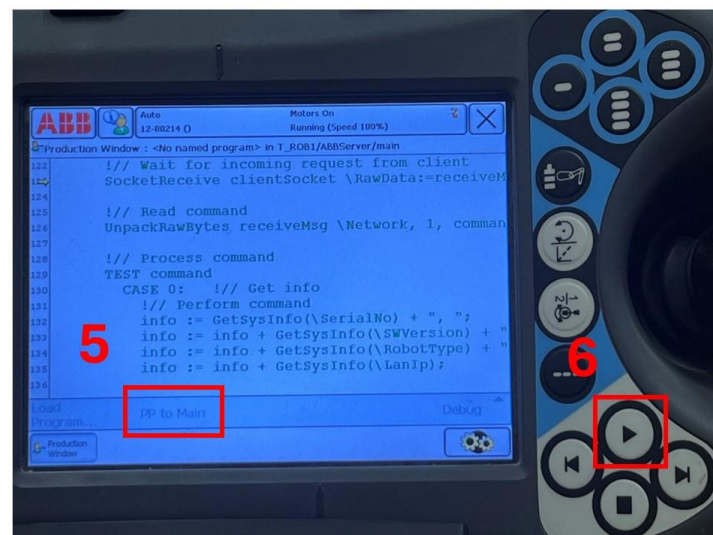 ABB
Auto
12-80214 ()
Motors On
Running (Speed 100%)
Production Window : <No named program> in T_ROB1/ABBServer/main
122 !// Wait for incoming request from client
SocketReceive clientSocket \RawData:=receiveM
124
125 !// Read command
126 UnpackRawBytes receiveMsg \Network, 1, comman
127
128 !// Process command
129 TEST command
130 CASE 0: !// Get info
131 !// Perform command
132 info := GetSysInfo(\SerialNo) + ", ";
133 info := info + GetSysInfo(\SWVersion) + "
134 info := info + GetSysInfo(\RobotType) + "
135 info := info + GetSysInfo(\LanIp);
136
5
6
Load Program...
PP to Main
Debug
Production Window
1
2